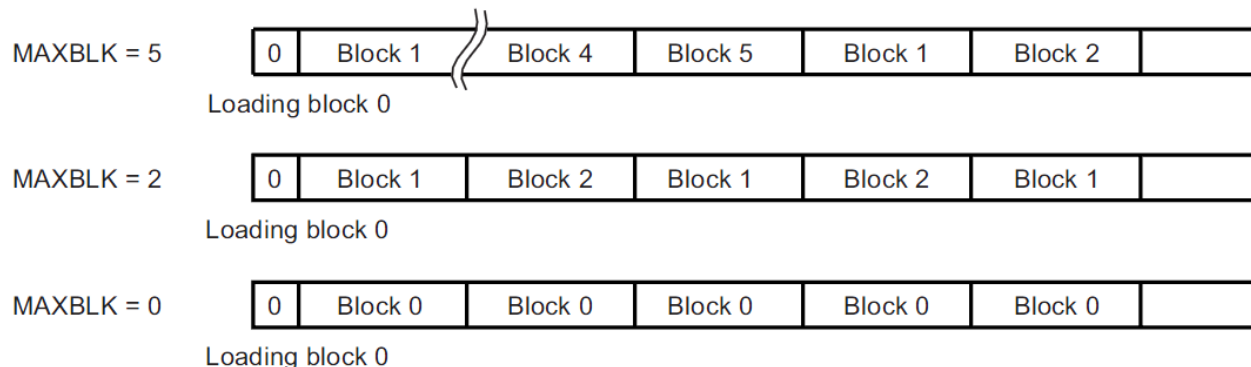 MAXBLK = 5 0 Block 1 Block 4 Block 5 Block 1 Block 2
Loading block 0
MAXBLK = 2 0 Block 1 Block 2 Block 1 Block 2 Block 1
Loading block 0
MAXBLK = 0 0 Block 0 Block 0 Block 0 Block 0 Block 0
Loading block 0